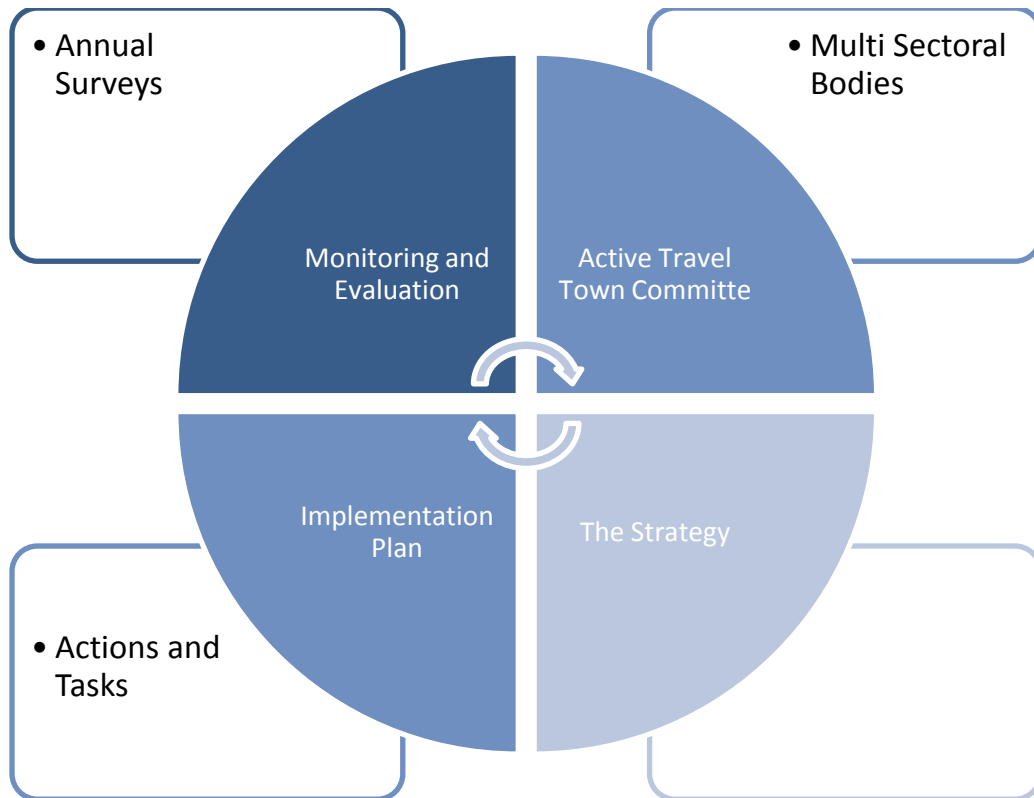 • Annual
Surveys
• Multi Sectoral
Bodies
Monitoring and
Evaluation
Active Travel
Town Committe
Implementation
Plan
The Strategy
• Actions and
Tasks